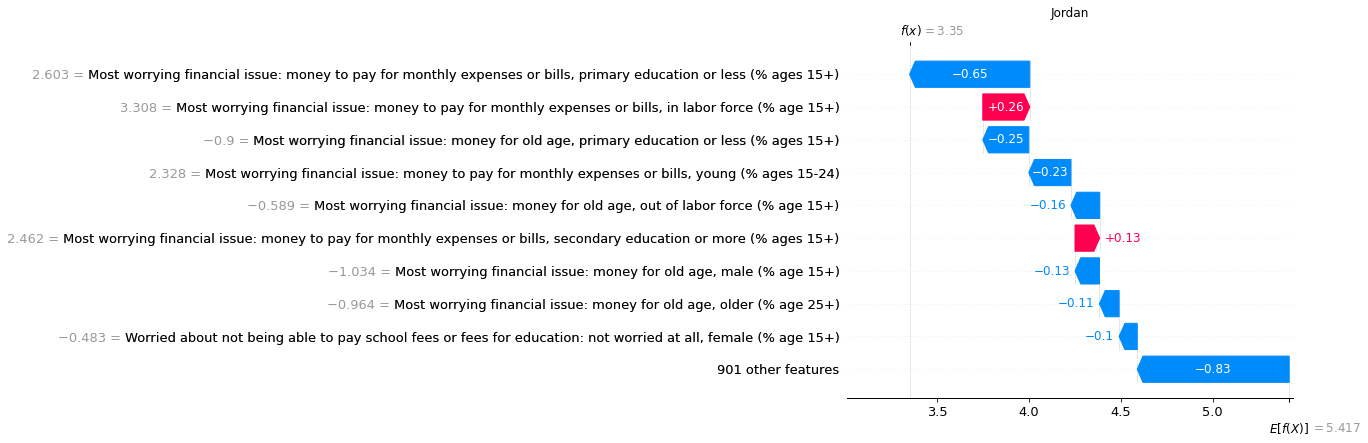 Jordan
f(x) = 3.35
2.603 = Most worrying financial issue: money to pay for monthly expenses or bills, primary education or less (% ages 15+)
−0.65
3.308 = Most worrying financial issue: money to pay for monthly expenses or bills, in labor force (% age 15+)
+0.26
−0.9 = Most worrying financial issue: money for old age, primary education or less (% ages 15+)
−0.25
2.328 = Most worrying financial issue: money to pay for monthly expenses or bills, young (% ages 15-24)
−0.23
−0.589 = Most worrying financial issue: money for old age, out of labor force (% age 15+)
−0.16
2.462 = Most worrying financial issue: money to pay for monthly expenses or bills, secondary education or more (% ages 15+)
+0.13
−1.034 = Most worrying financial issue: money for old age, male (% age 15+)
−0.13
−0.964 = Most worrying financial issue: money for old age, older (% age 25+)
−0.11
−0.483 = Worried about not being able to pay school fees or fees for education: not worried at all, female (% age 15+)
−0.1
901 other features
−0.83
3.5 4.0 4.5 5.0
E[f(X)] = 5.417